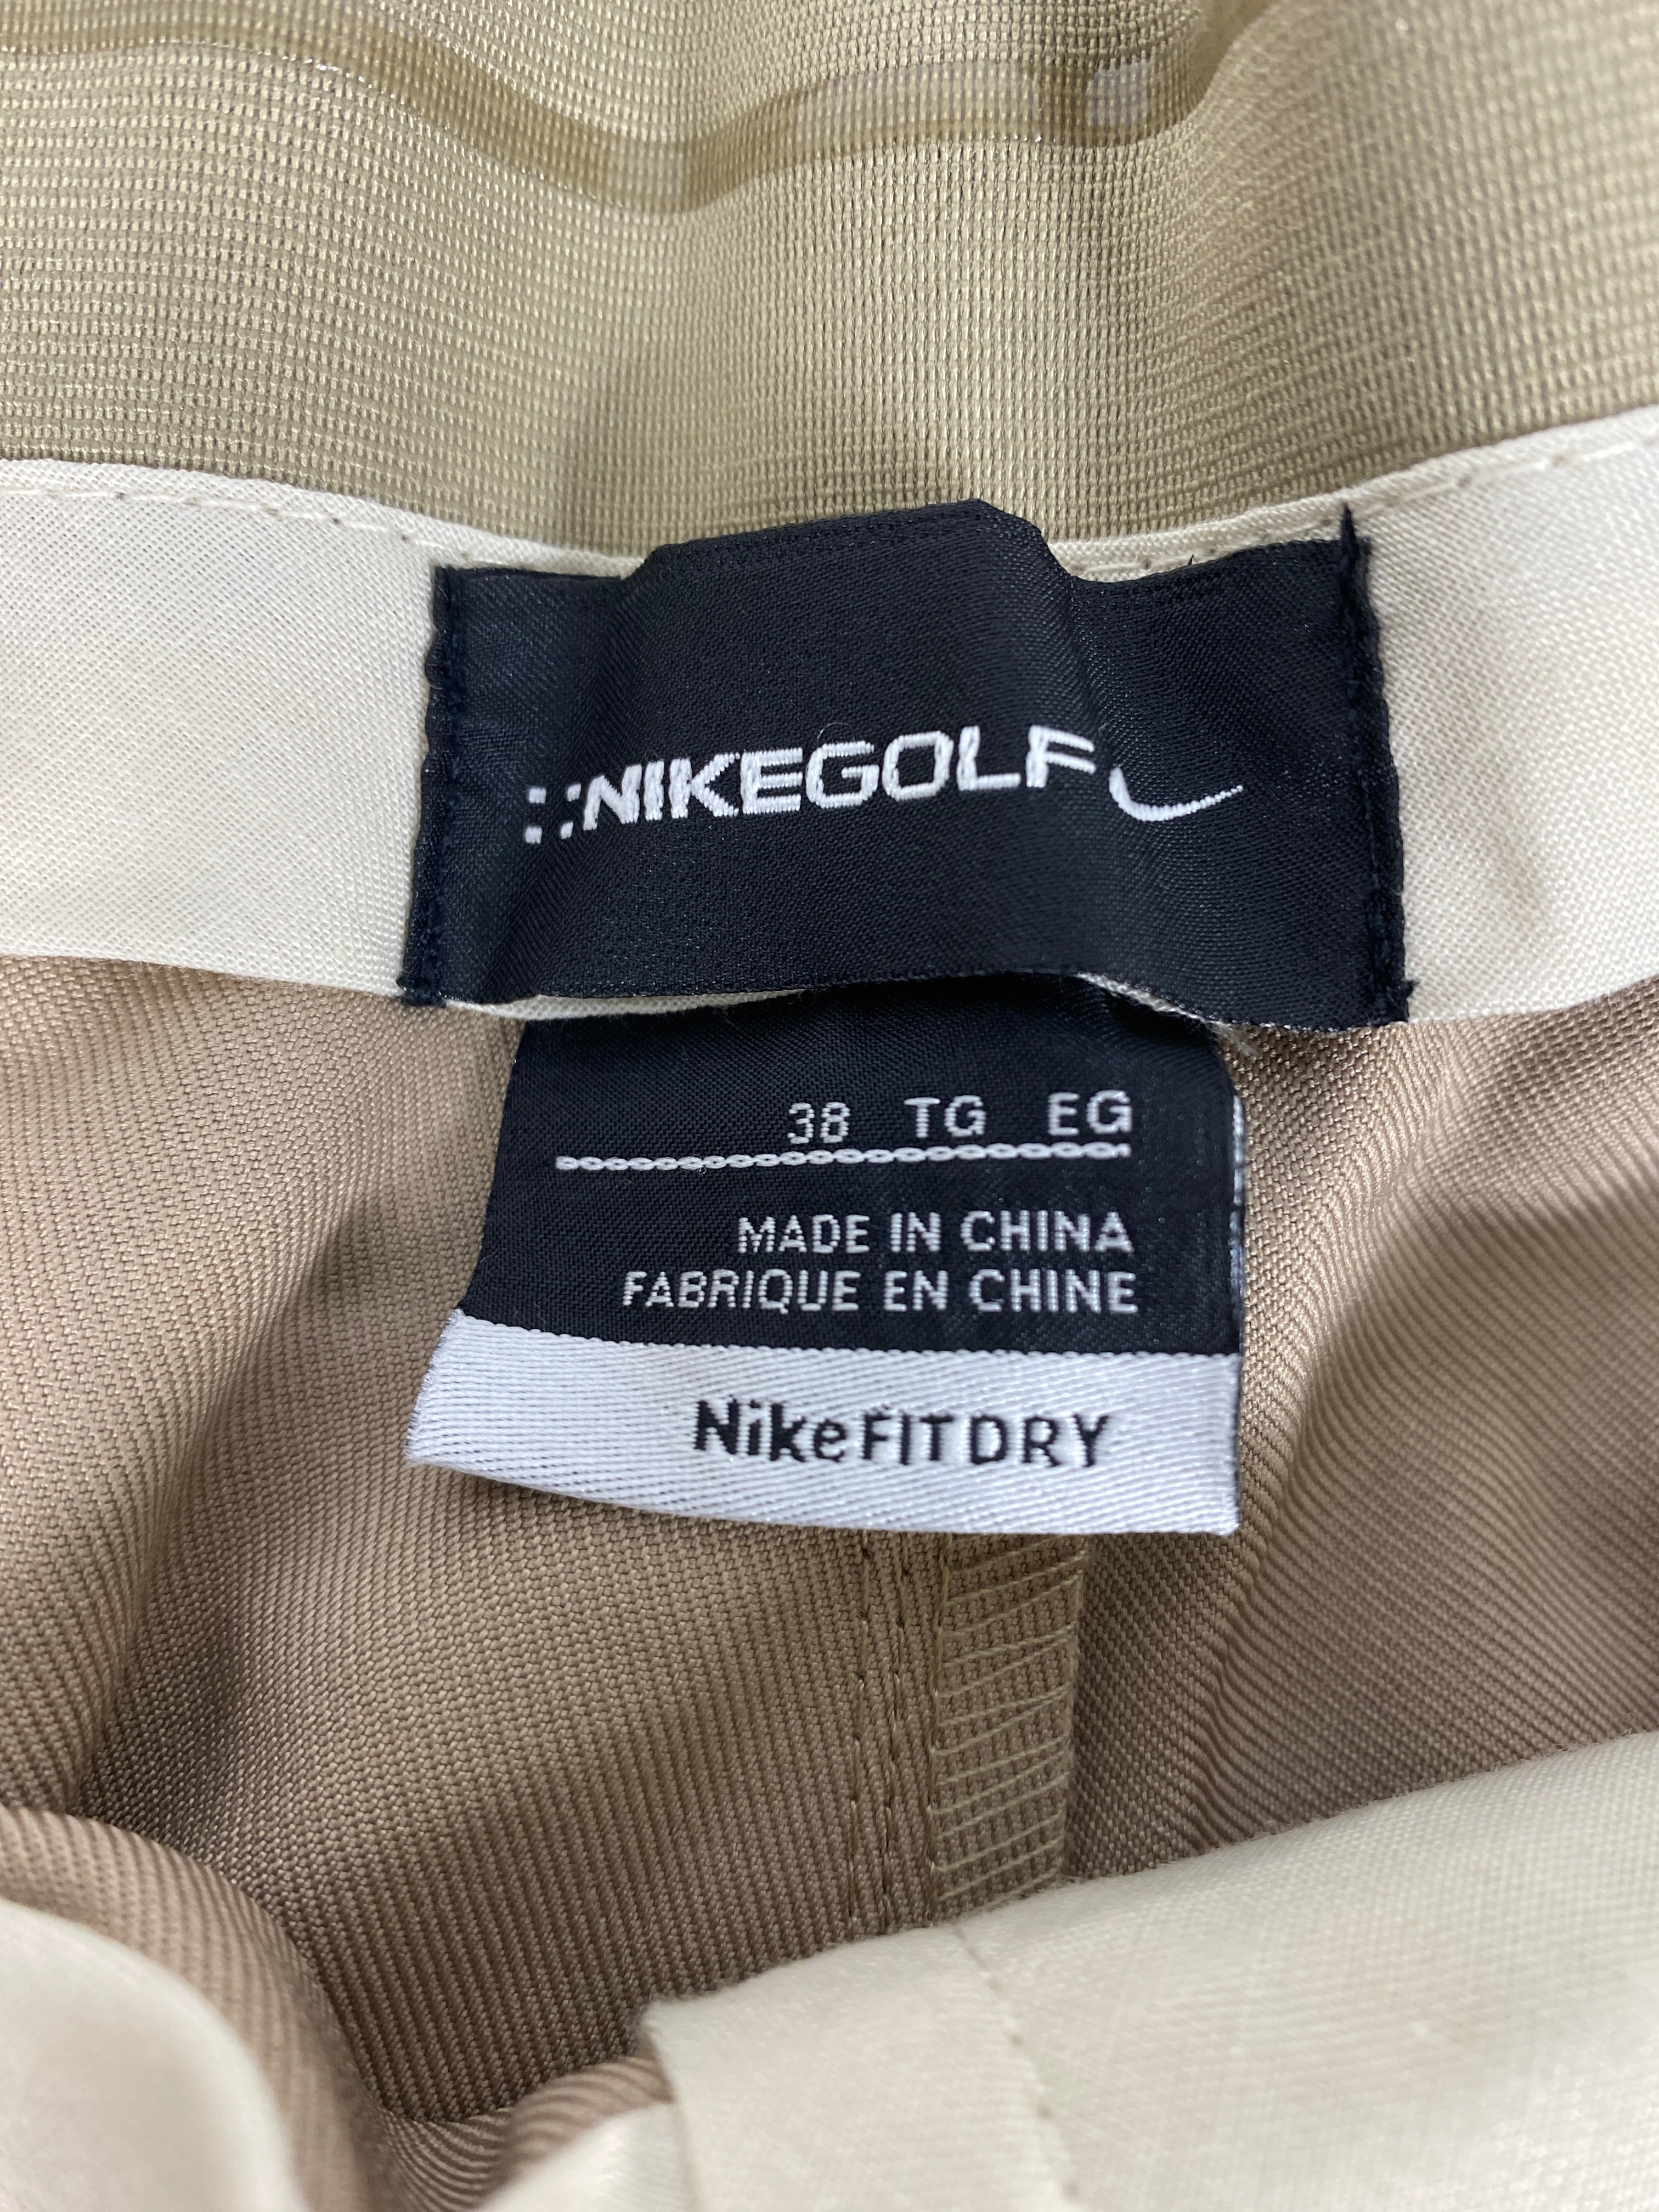 ::NIKEGOLF
38 TG EG
MADE IN CHINA
FABRIQUE EN CHINE
NikeFITDRY